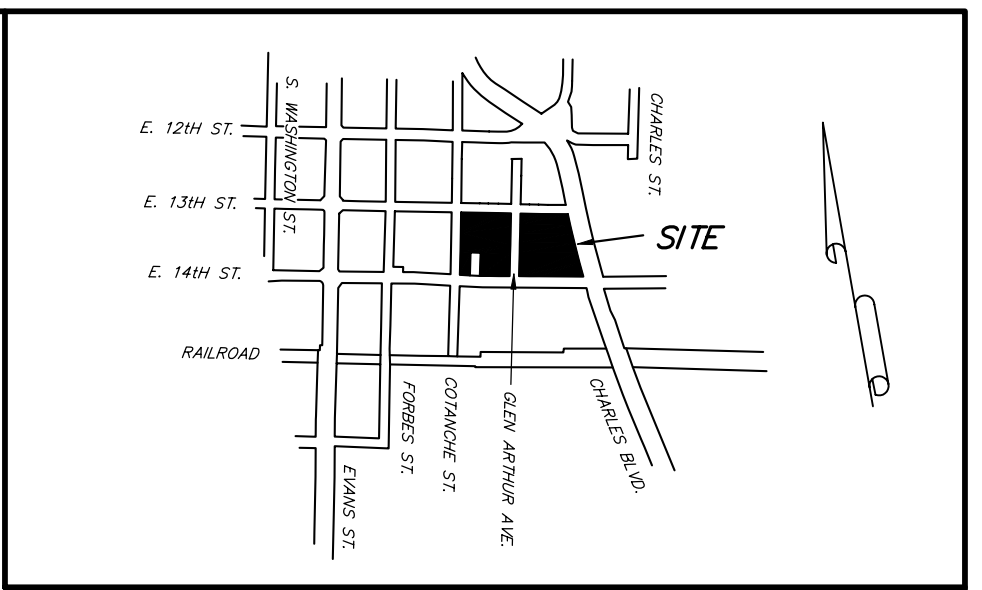 E. 12tH ST.
S. WASHINGTON ST.
CHARLES ST.
E. 13tH ST.
SITE
E. 14tH ST.
RAILROAD
FORBES ST.
COTANCHE ST.
GLEN ARTHUR AVE.
CHARLES BLVD.
EVANS ST.